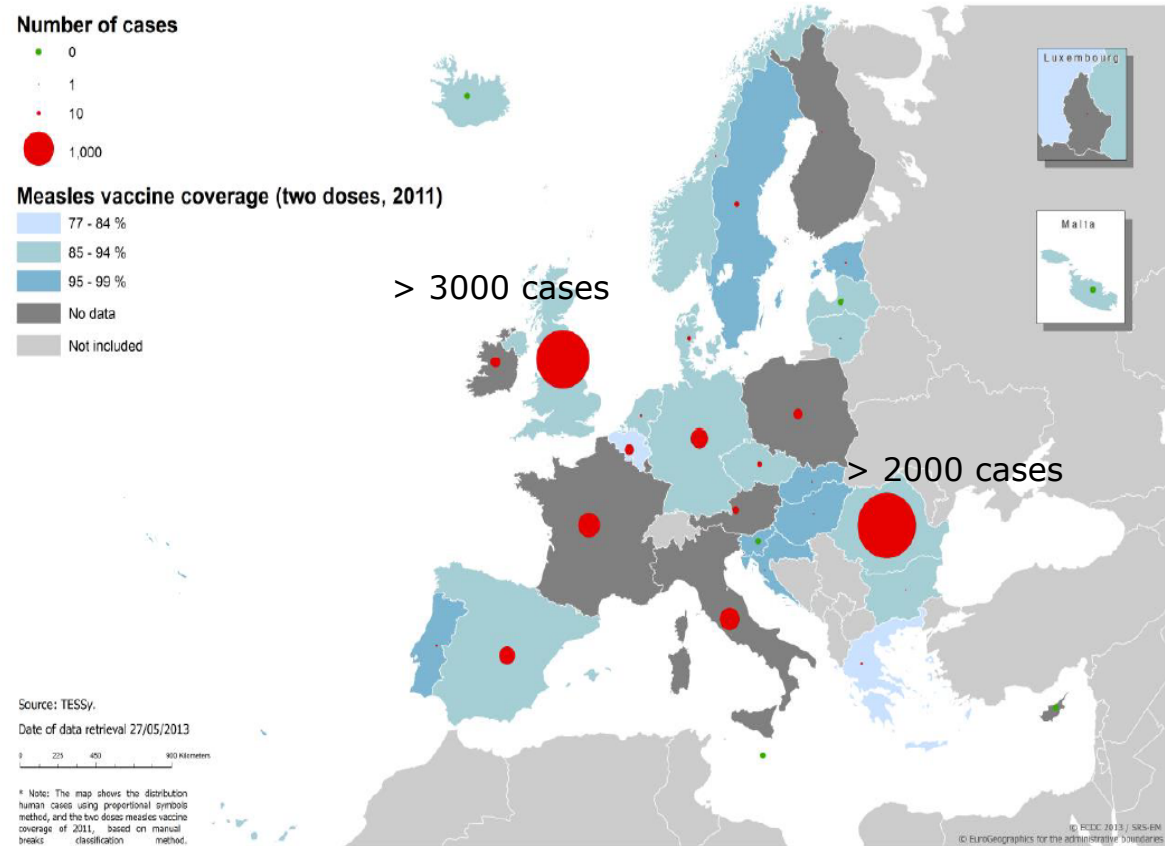 Number of cases
0
1
10
1,000
Measles vaccine coverage (two doses, 2011)
77 - 84 %
85 - 94 %
95 - 99 %
No data
Not included
> 3000 cases
> 2000 cases
Luxembourg
Malta
Source: TESSy.
Date of data retrieval 27/05/2013
0 225 450 900 Kilometers
* Note: The map shows the distribution
human cases using proportional symbols
method, and the two doses measles vaccine
coverage of 2011, based on manual
breaks classification method.
© ECDC 2013 / SRS-EM
© EuroGeographics for the administrative boundaries